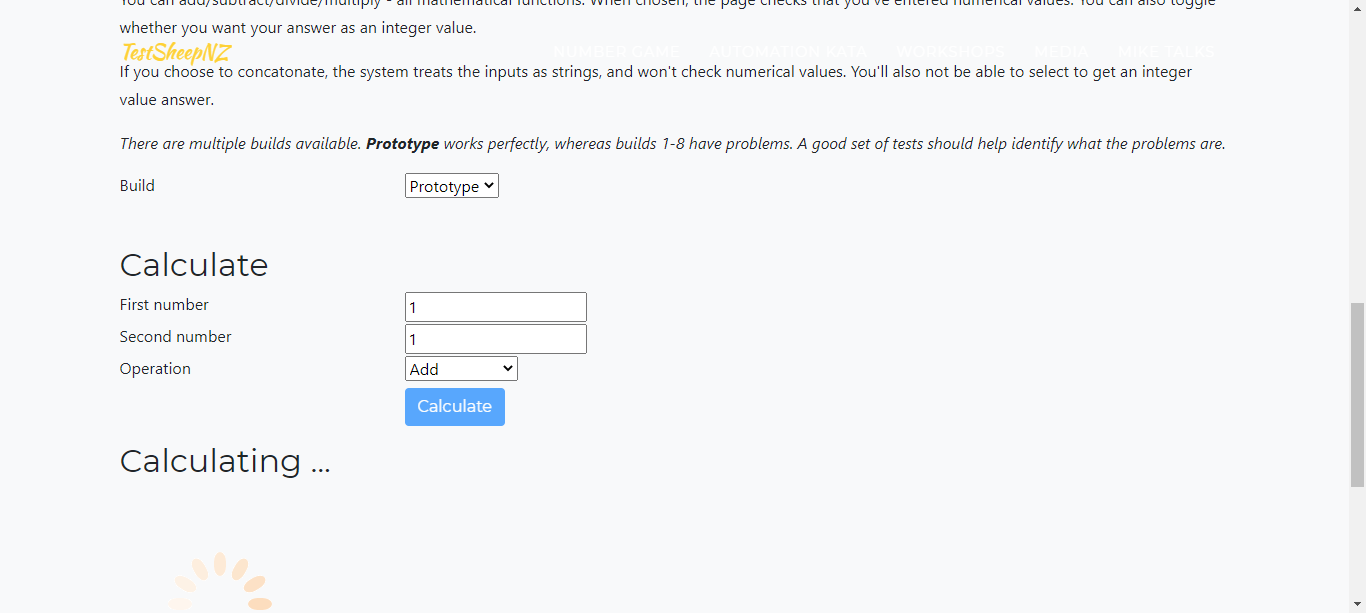 You can add/subtract/divide/multiply - all mathematical functions. When chosen, the page checks that you've entered numerical values. You can also toggle
whether you want your answer as an integer value.
TestSheepNZ NUMBER GAME AUTOMATION KATA WORKSHOPS MEDIA MIKE TALKS
If you choose to concatonate, the system treats the inputs as strings, and won't check numerical values. You'll also not be able to select to get an integer
value answer.
There are multiple builds available. Prototype works perfectly, whereas builds 1-8 have problems. A good set of tests should help identify what the problems are.
Build Prototype
Calculate
First number 1
Second number 1
Operation Add
Calculate
Calculating ...